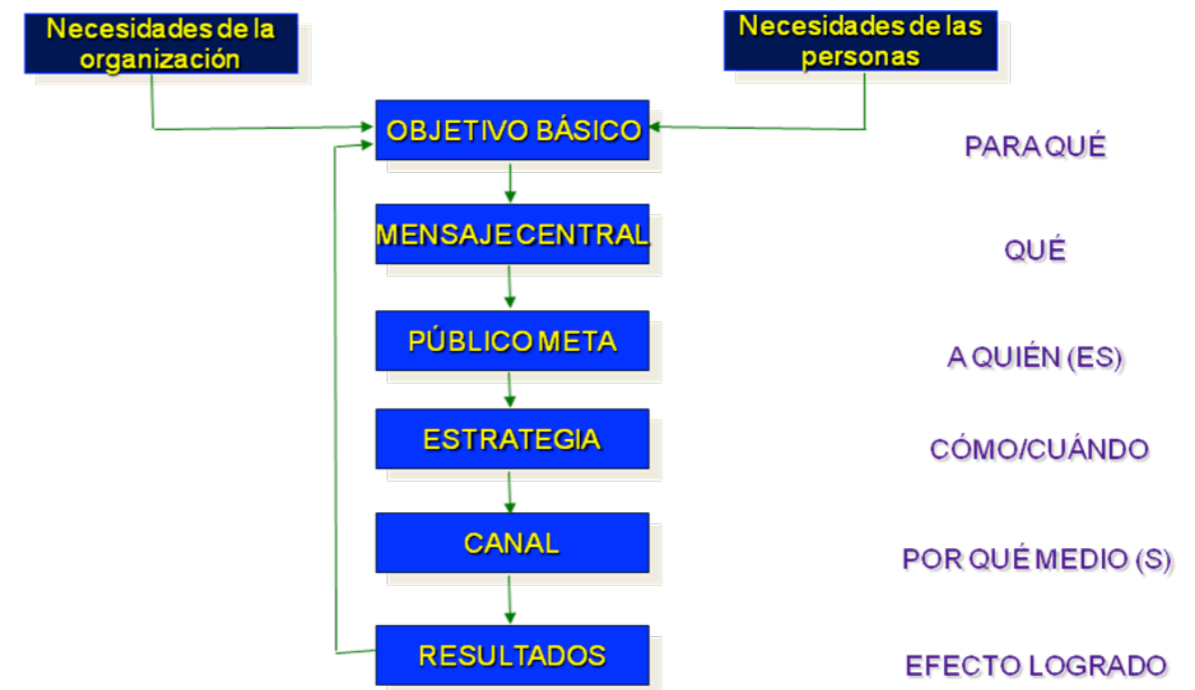 Necesidades de la
organización
Necesidades de las
personas
OBJETIVO BÁSICO
PARA QUÉ
MENSAJE CENTRAL
QUÉ
PÚBLICO META
A QUIÉN (ES)
ESTRATEGIA
CÓMO/CUÁNDO
CANAL
POR QUÉ MEDIO (S)
RESULTADOS
EFECTO LOGRADO